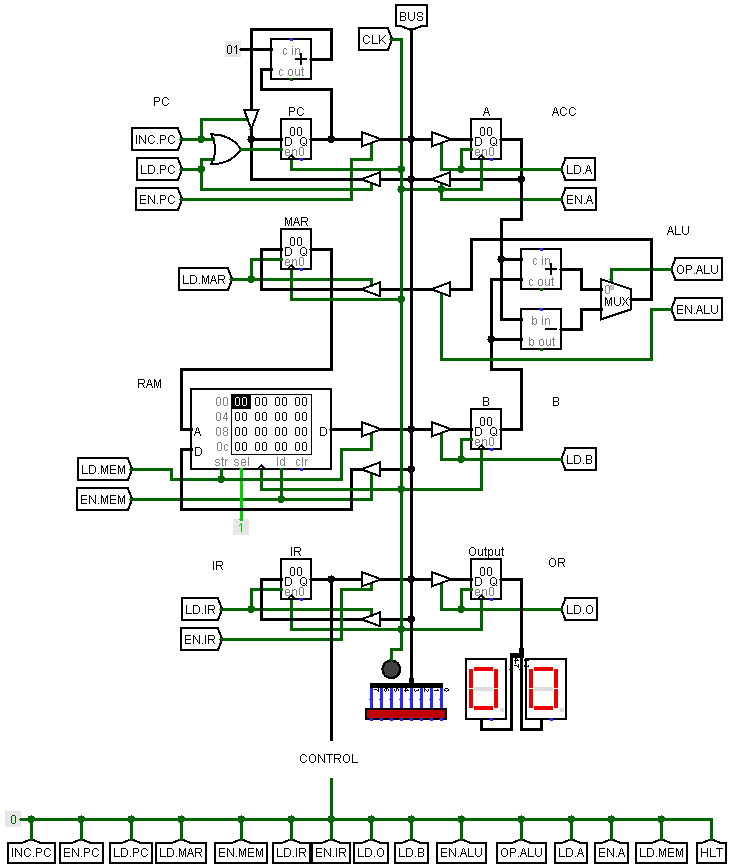 BUS
CLK
01
c in
+
c out
PC
PC
A
ACC
INC.PC
00
D Q
en0
00
D Q
en0
LD.PC
LD.A
EN.PC
EN.A
MAR
ALU
00
D Q
en0
LD.MAR
c in
+
c out
OP.ALU
0
MUX
EN.ALU
b in
b out
RAM
B
B
00 00 00 00 00
04 00 00 00 00
08 00 00 00 00
0c 00 00 00 00
A
D
D
str sel ld clr
00
D Q
en0
LD.MEM
LD.B
EN.MEM
1
IR
IR
Output
OR
00
D Q
en0
00
D Q
en0
LD.IR
LD.O
EN.IR
0 0
CONTROL
0
INC.PC EN.PC LD.PC LD.MAR EN.MEM LD.IR EN.IR LD.O LD.B EN.ALU OP.ALU LD.A EN.A LD.MEM HLT